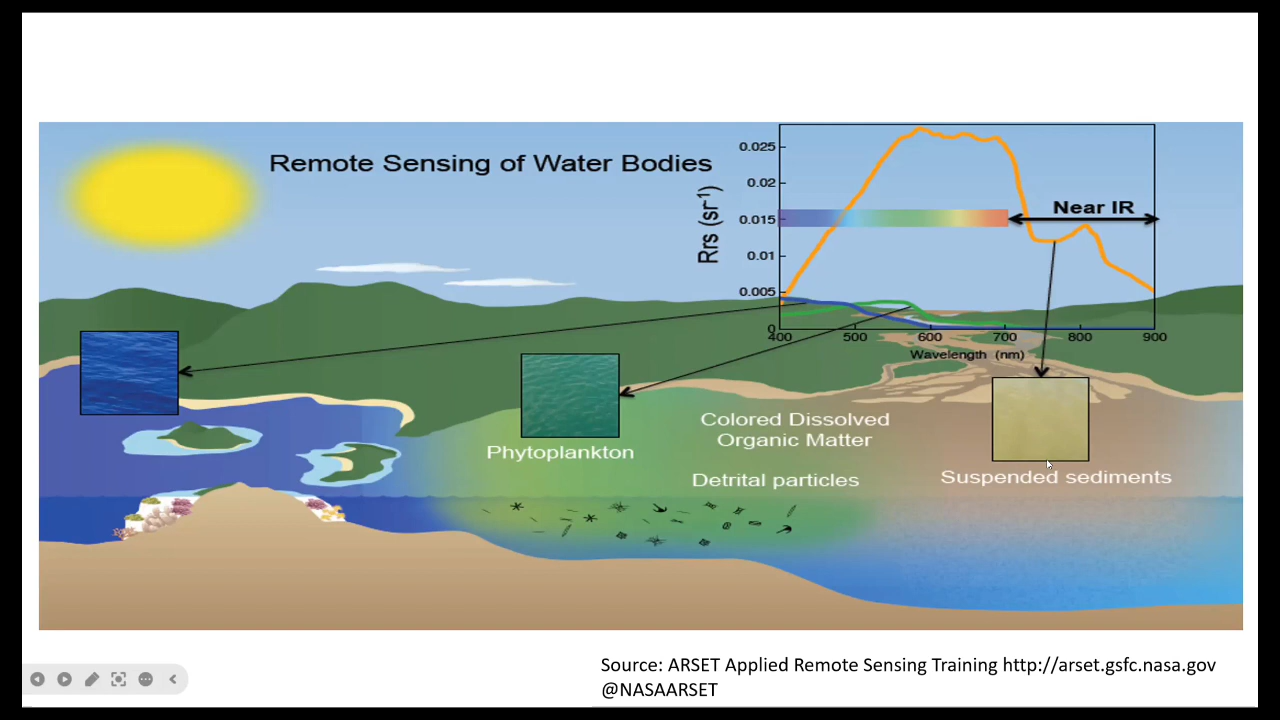 Remote Sensing of Water Bodies
Rrs (sr⁻¹)
0.025
0.02
0.015
0.01
0.005
0
Near IR
400 500 600 700 800 900
Wavelength (nm)
Phytoplankton
Colored Dissolved
Organic Matter
Detrital particles
Suspended sediments
Source: ARSET Applied Remote Sensing Training http://arset.gsfc.nasa.gov
@NASAARSET